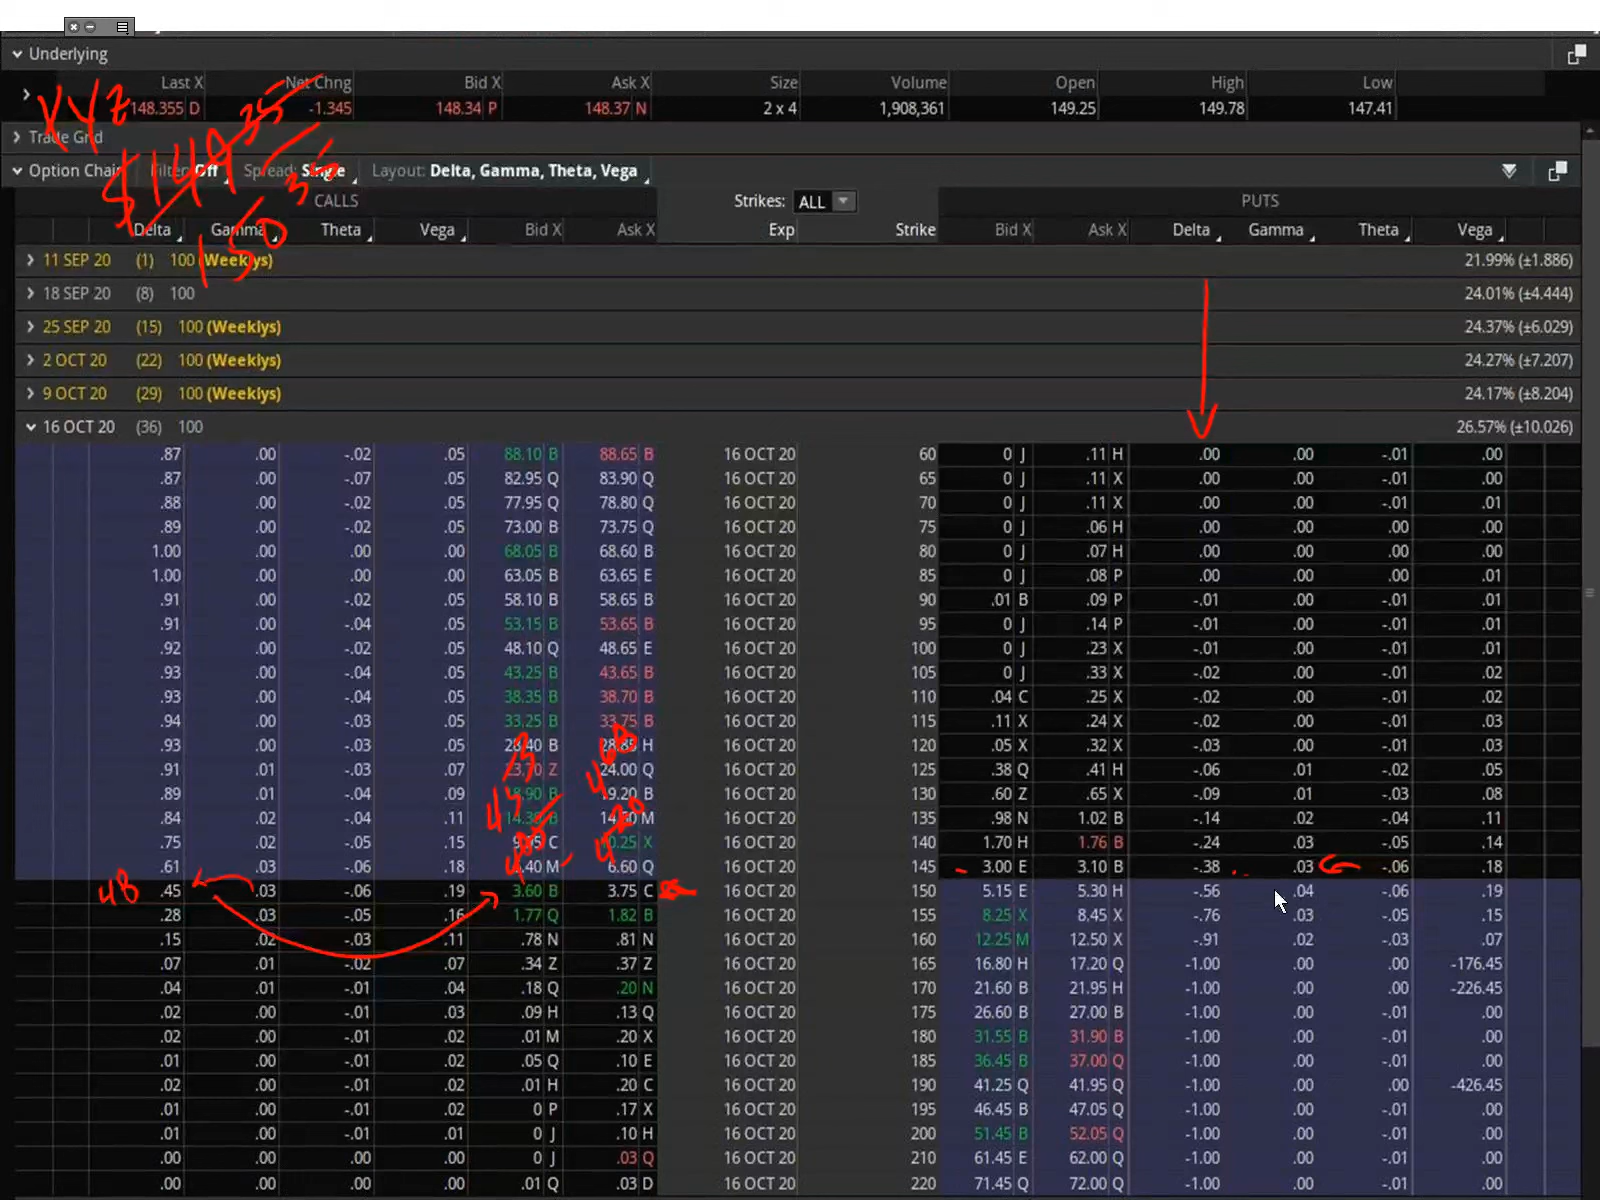 Underlying
Last X Net Chng Bid X Ask X Size Volume Open High Low
XYZ 148.355 D -1.345 148.34 P 148.37 N 2 x 4 1,908,361 149.25 149.78 147.41
Trade Grid
$149 35
Option Chain Filter: Off Spread: Single Layout: Delta, Gamma, Theta, Vega
150 35
CALLS Strikes: ALL PUTS
Delta Gamma Theta Vega Bid X Ask X Exp Strike Bid X Ask X Delta Gamma Theta Vega
11 SEP 20 (1) 100 (Weeklys) 21.99% (±1.886)
18 SEP 20 (8) 100 24.01% (±4.444)
25 SEP 20 (15) 100 (Weeklys) 24.37% (±6.029)
2 OCT 20 (22) 100 (Weeklys) 24.27% (±7.207)
9 OCT 20 (29) 100 (Weeklys) 24.17% (±8.204)
16 OCT 20 (36) 100 26.57% (±10.026)
.87 .00 -.02 .05 88.10 B 88.65 B 16 OCT 20 60 0 J .11 H .00 .00 -.01 .00
.87 .00 -.07 .05 82.95 Q 83.90 Q 16 OCT 20 65 0 J .11 X .00 .00 -.01 .00
.88 .00 -.02 .05 77.95 Q 78.80 Q 16 OCT 20 70 0 J .11 X .00 .00 -.01 .01
.89 .00 -.02 .05 73.00 B 73.75 Q 16 OCT 20 75 0 J .06 H .00 .00 -.01 .00
1.00 .00 .00 .00 68.05 B 68.60 B 16 OCT 20 80 0 J .07 H .00 .00 -.01 .00
1.00 .00 .00 .00 63.05 B 63.65 E 16 OCT 20 85 0 J .08 P .00 .00 -.01 .01
.91 .00 -.02 .05 58.10 B 58.65 B 16 OCT 20 90 .01 B .09 P -.01 .00 -.01 .01
.91 .00 -.04 .05 53.15 B 53.65 B 16 OCT 20 95 0 J .14 P -.01 .00 -.01 .01
.92 .00 -.02 .05 48.10 Q 48.65 E 16 OCT 20 100 0 J .23 X -.01 .00 -.01 .01
.93 .00 -.04 .05 43.25 B 43.65 B 16 OCT 20 105 0 J .33 X -.02 .00 -.01 .02
.93 .00 -.04 .05 38.35 B 38.70 B 16 OCT 20 110 .04 C .25 X -.02 .00 -.01 .02
.94 .00 -.03 .05 33.25 B 33.75 B 16 OCT 20 115 .11 X .24 X -.02 .00 -.01 .03
.93 .00 -.03 .05 28.40 B 28.85 H 16 OCT 20 120 .05 X .32 X -.03 .00 -.01 .03
.91 .01 -.03 .07 23.70 Z 24.00 Q 16 OCT 20 125 .38 Q .41 H -.06 .01 -.02 .05
.89 .01 -.04 .09 18.90 B 19.20 B 16 OCT 20 130 .60 Z .65 X -.09 .01 -.03 .08
.84 .02 -.04 .11 B M 16 OCT 20 135 .98 N 1.02 B -.14 .02 -.04 .11
.75 .02 -.05 .15 C 10.25 X 16 OCT 20 140 1.70 H 1.76 B -.24 .03 -.05 .14
.61 .03 -.06 .18 6.40 M 6.60 Q 16 OCT 20 145 3.00 E 3.10 B -.38 .03 -.06 .18
48 .45 .03 -.06 .19 3.60 B 3.75 C 16 OCT 20 150 5.15 E 5.30 H -.56 .04 -.06 .19
.28 .03 -.05 .16 1.77 Q 1.82 B 16 OCT 20 155 8.25 X 8.45 X -.76 .03 -.05 .15
.15 .02 -.03 .11 .78 N .81 N 16 OCT 20 160 12.25 M 12.50 X -.91 .02 -.03 .07
.07 .01 -.02 .07 .34 Z .37 Z 16 OCT 20 165 16.80 H 17.20 Q -1.00 .00 .00 -176.45
.04 .01 -.01 .04 .18 Q .20 N 16 OCT 20 170 21.60 B 21.95 H -1.00 .00 .00 -226.45
.02 .00 -.01 .03 .09 H .13 Q 16 OCT 20 175 26.60 B 27.00 B -1.00 .00 -.01 .00
.02 .00 -.01 .02 .01 M .20 X 16 OCT 20 180 31.55 B 31.90 B -1.00 .00 -.01 .00
.01 .00 -.01 .02 .05 Q .10 E 16 OCT 20 185 36.45 B 37.00 Q -1.00 .00 -.01 .00
.02 .00 -.01 .02 .01 H .20 C 16 OCT 20 190 41.25 Q 41.95 Q -1.00 .00 .00 -426.45
.01 .00 -.01 .02 0 P .17 X 16 OCT 20 195 46.45 B 47.05 Q -1.00 .00 -.01 .00
.01 .00 -.01 .01 0 J .10 H 16 OCT 20 200 51.45 B 52.05 Q -1.00 .00 -.01 .00
.00 .00 .00 .00 0 J .03 Q 16 OCT 20 210 61.45 E 62.00 Q -1.00 .00 -.01 .00
.00 .00 .00 .00 .01 Q .03 D 16 OCT 20 220 71.45 Q 72.00 Q -1.00 .00 -.01 .00